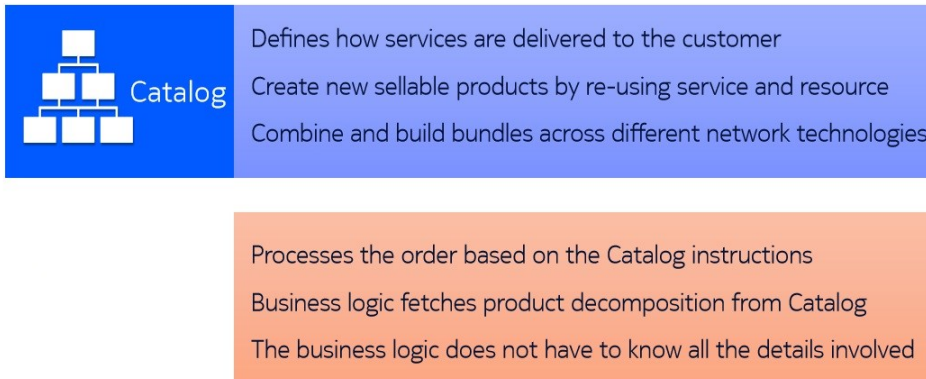 Catalog
Defines how services are delivered to the customer
Create new sellable products by re-using service and resource
Combine and build bundles across different network technologies
Processes the order based on the Catalog instructions
Business logic fetches product decomposition from Catalog
The business logic does not have to know all the details involved